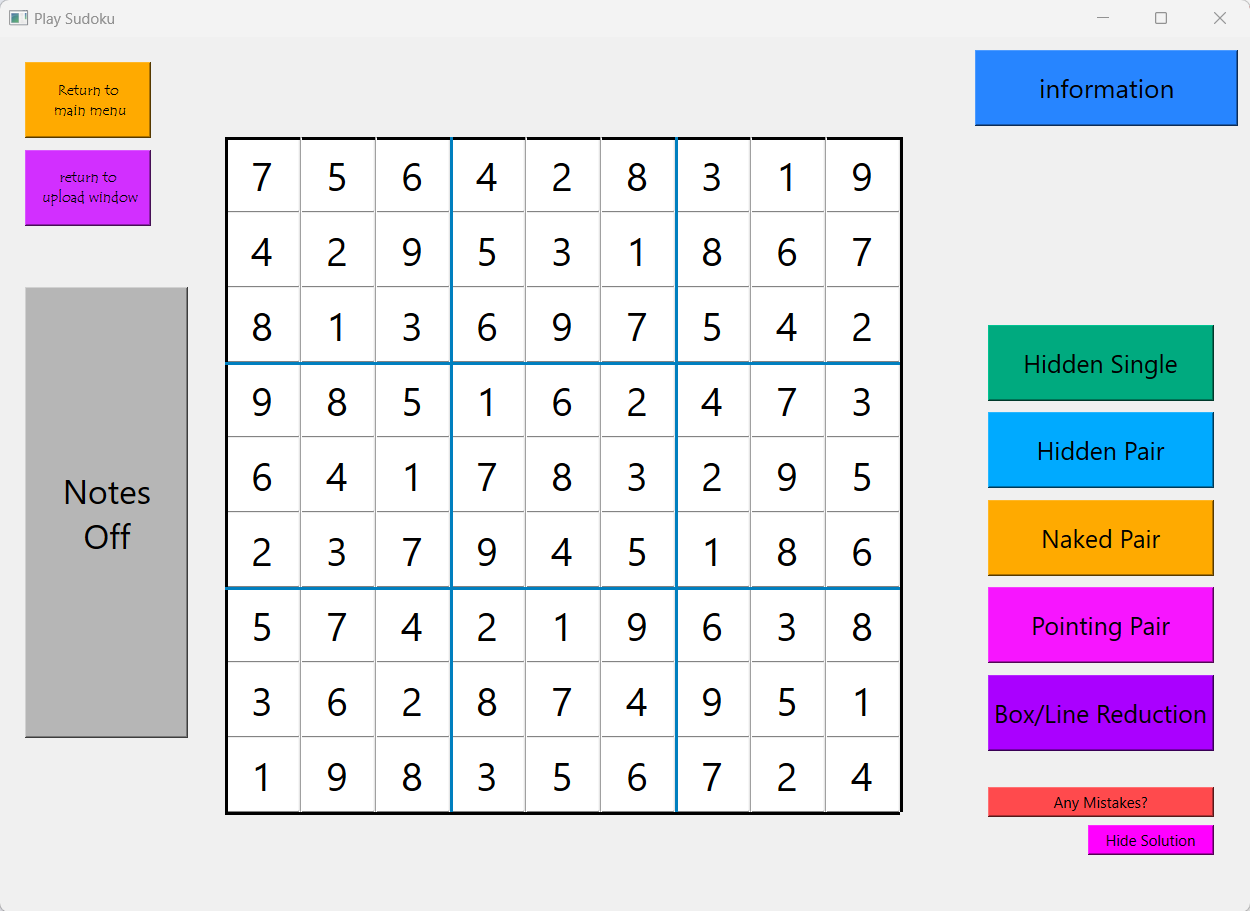 Play Sudoku
Return to
main menu
information
return to
upload window
7 5 6 4 2 8 3 1 9
4 2 9 5 3 1 8 6 7
8 1 3 6 9 7 5 4 2
9 8 5 1 6 2 4 7 3
6 4 1 7 8 3 2 9 5
2 3 7 9 4 5 1 8 6
5 7 4 2 1 9 6 3 8
3 6 2 8 7 4 9 5 1
1 9 8 3 5 6 7 2 4
Notes
Off
Hidden Single
Hidden Pair
Naked Pair
Pointing Pair
Box/Line Reduction
Any Mistakes?
Hide Solution